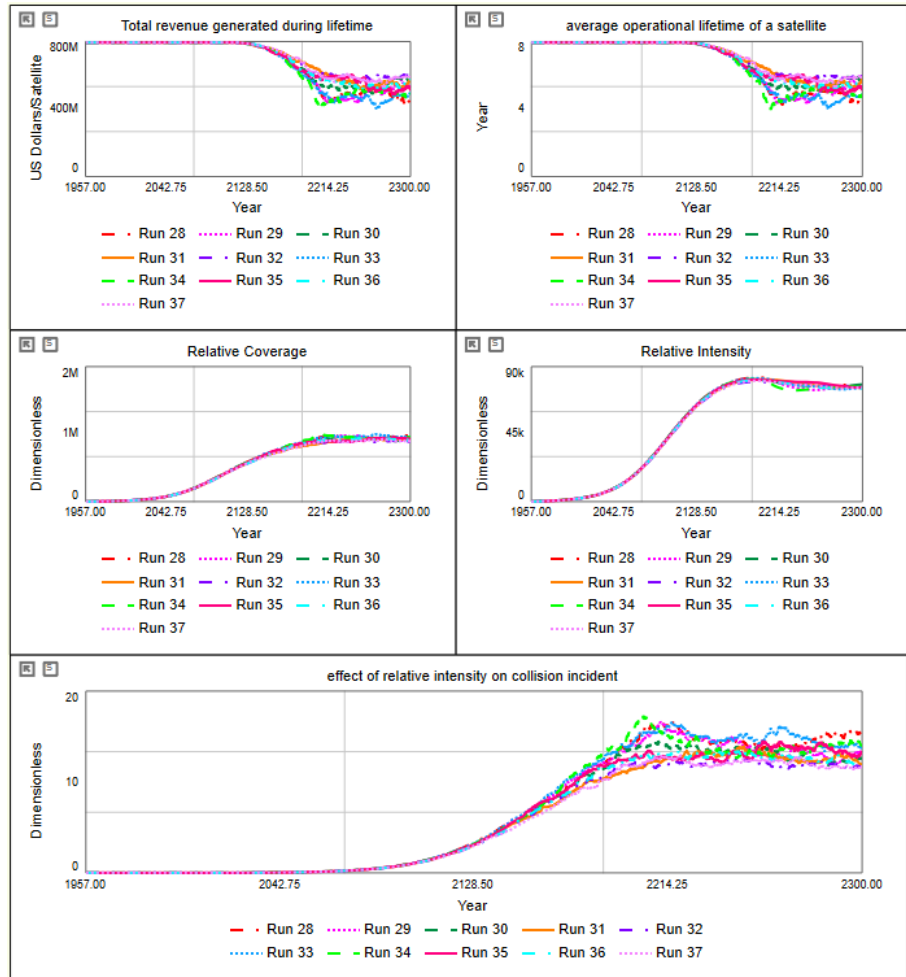 Total revenue generated during lifetime
US Dollars/Satellite
800M
400M
0
1957.00 2042.75 2128.50 2214.25 2300.00
Year
Run 28 Run 29 Run 30
Run 31 Run 32 Run 33
Run 34 Run 35 Run 36
Run 37
average operational lifetime of a satellite
Year
8
4
0
1957.00 2042.75 2128.50 2214.25 2300.00
Year
Run 28 Run 29 Run 30
Run 31 Run 32 Run 33
Run 34 Run 35 Run 36
Run 37
Relative Coverage
Dimensionless
2M
1M
0
1957.00 2042.75 2128.50 2214.25 2300.00
Year
Run 28 Run 29 Run 30
Run 31 Run 32 Run 33
Run 34 Run 35 Run 36
Run 37
Relative Intensity
Dimensionless
90k
45k
0
1957.00 2042.75 2128.50 2214.25 2300.00
Year
Run 28 Run 29 Run 30
Run 31 Run 32 Run 33
Run 34 Run 35 Run 36
Run 37
S
S
S
S
S
effect of relative intensity on collision incident
Dimensionless
20
10
0
1957.00 2042.75 2128.50 2214.25 2300.00
Year
Run 28 Run 29 Run 30 Run 31 Run 32
Run 33 Run 34 Run 35 Run 36 Run 37